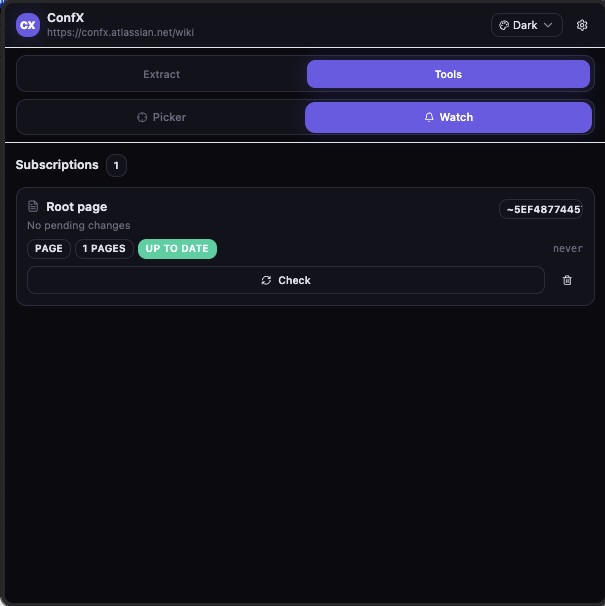 CX ConfX Dark
https://confx.atlassian.net/wiki
Extract Tools
Picker Watch
Subscriptions 1
Root page ~5EF4877445
No pending changes
PAGE 1 PAGES UP TO DATE never
Check